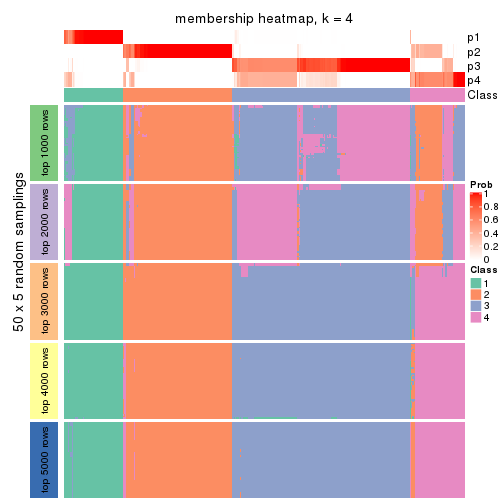 membership heatmap, k = 4
p1
p2
p3
p4
Class
50 x 5 random samplings
top 1000 rows
top 2000 rows
top 3000 rows
top 4000 rows
top 5000 rows
Prob
1
0.8
0.6
0.4
0.2
0
Class
1
2
3
4